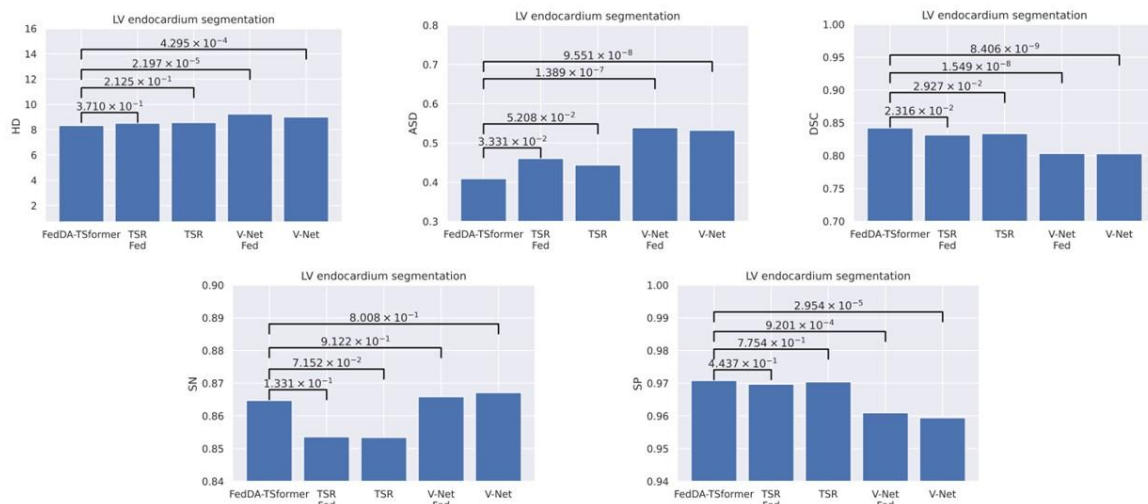 LV endocardium segmentation
16
14
12
10
8
6
4
2
HD
4.295 × 10⁻⁴
2.197 × 10⁻⁵
2.125 × 10⁻¹
3.710 × 10⁻¹
FedDA-TSformer TSR TSR V-Net V-Net
Fed Fed
LV endocardium segmentation
0.8
0.7
0.6
0.5
0.4
0.3
ASD
9.551 × 10⁻⁸
1.389 × 10⁻⁷
5.208 × 10⁻²
3.331 × 10⁻²
FedDA-TSformer TSR TSR V-Net V-Net
Fed Fed
LV endocardium segmentation
1.00
0.95
0.90
0.85
0.80
0.75
0.70
DSC
8.406 × 10⁻⁹
1.549 × 10⁻⁸
2.927 × 10⁻²
2.316 × 10⁻²
FedDA-TSformer TSR TSR V-Net V-Net
Fed Fed
LV endocardium segmentation
0.90
0.89
0.88
0.87
0.86
0.85
0.84
SN
8.008 × 10⁻¹
9.122 × 10⁻¹
7.152 × 10⁻²
1.331 × 10⁻¹
FedDA-TSformer TSR TSR V-Net V-Net
Fed Fed
LV endocardium segmentation
1.00
0.99
0.98
0.97
0.96
0.95
0.94
SP
2.954 × 10⁻⁵
9.201 × 10⁻⁴
7.754 × 10⁻¹
4.437 × 10⁻¹
FedDA-TSformer TSR TSR V-Net V-Net
Fed Fed